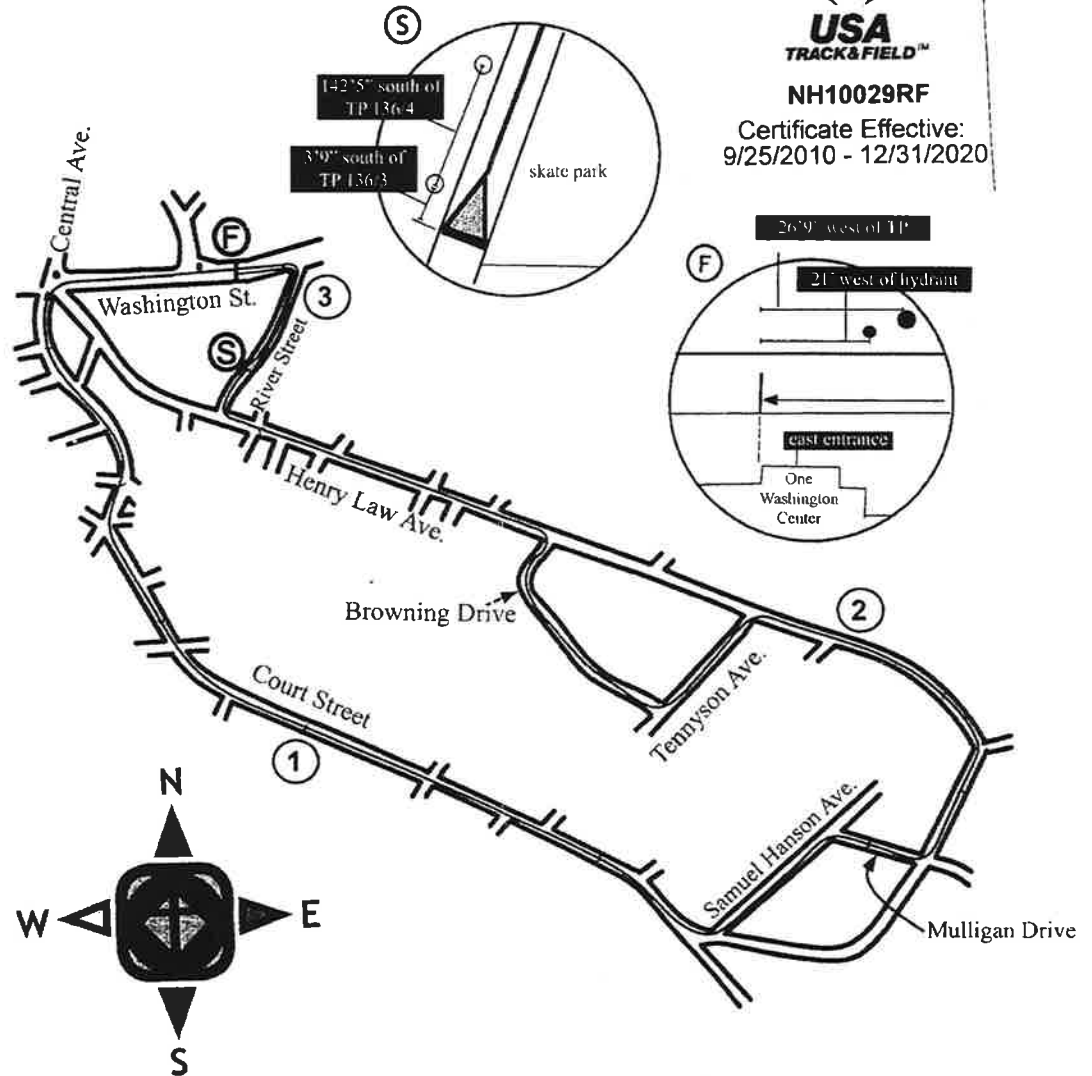 S
USA
TRACK&FIELD™
NH10029RF
Certificate Effective:
9/25/2010 - 12/31/2020
142'5" south of
TP 136/4
3'9" south of
TP 136/3
skate park
Central Ave.
F
Washington St.
3
S
River Street
26'9" west of TP
F
21' west of hydrant
east entrance
One
Washington
Center
Henry Law Ave.
Browning Drive
2
Tennyson Ave.
Court Street
1
Samuel Hanson Ave.
Mulligan Drive
N
W
E
S